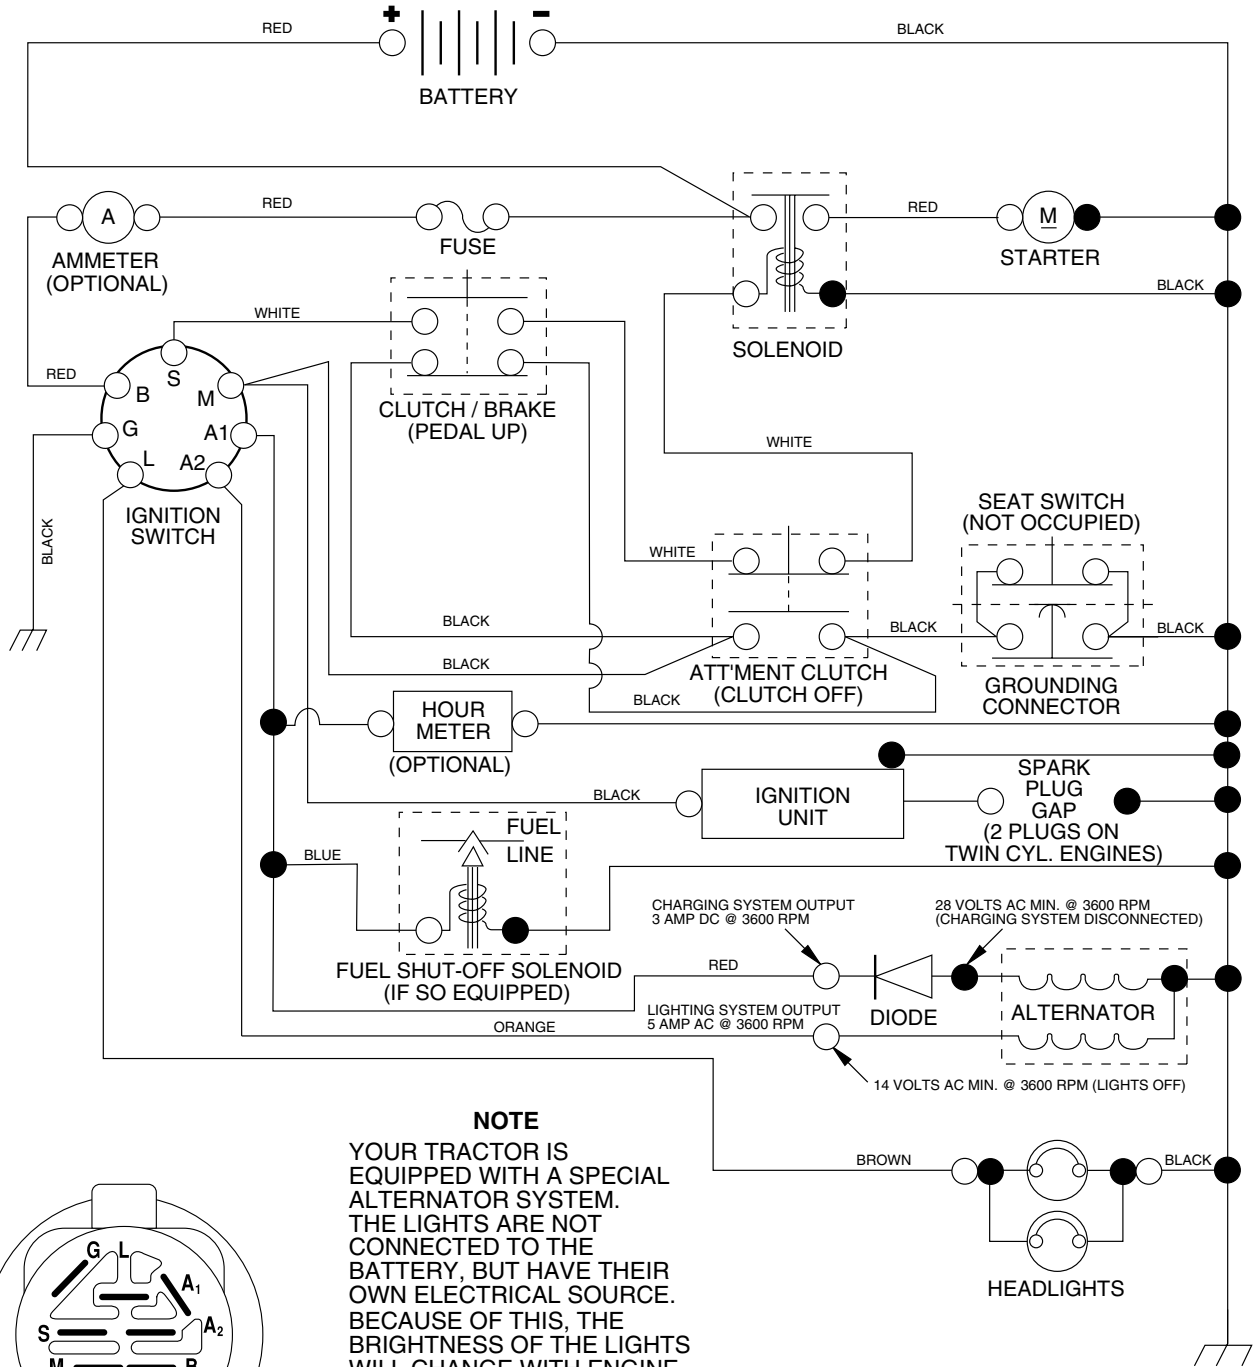 + -
RED
BLACK
BATTERY
A
RED
RED
M
FUSE
STARTER
AMMETER
(OPTIONAL)
BLACK
WHITE
SOLENOID
RED
S
B
M
CLUTCH / BRAKE
(PEDAL UP)
G
A1
WHITE
L
A2
SEAT SWITCH
(NOT OCCUPIED)
IGNITION
SWITCH
BLACK
WHITE
BLACK
BLACK
BLACK
BLACK
ATT'MENT CLUTCH
(CLUTCH OFF)
BLACK
GROUNDING
CONNECTOR
HOUR
METER
(OPTIONAL)
BLACK
IGNITION
UNIT
SPARK
PLUG
GAP
(2 PLUGS ON
TWIN CYL. ENGINES)
FUEL
LINE
BLUE
CHARGING SYSTEM OUTPUT
3 AMP DC @ 3600 RPM
28 VOLTS AC MIN. @ 3600 RPM
(CHARGING SYSTEM DISCONNECTED)
FUEL SHUT-OFF SOLENOID
(IF SO EQUIPPED)
RED
LIGHTING SYSTEM OUTPUT
5 AMP AC @ 3600 RPM
DIODE
ALTERNATOR
ORANGE
14 VOLTS AC MIN. @ 3600 RPM (LIGHTS OFF)
NOTE
YOUR TRACTOR IS
EQUIPPED WITH A SPECIAL
ALTERNATOR SYSTEM.
THE LIGHTS ARE NOT
CONNECTED TO THE
BATTERY, BUT HAVE THEIR
OWN ELECTRICAL SOURCE.
BECAUSE OF THIS, THE
BRIGHTNESS OF THE LIGHTS
WILL CHANGE WITH ENGINE
BROWN
BLACK
HEADLIGHTS
G L
A1
S
A2
M
B